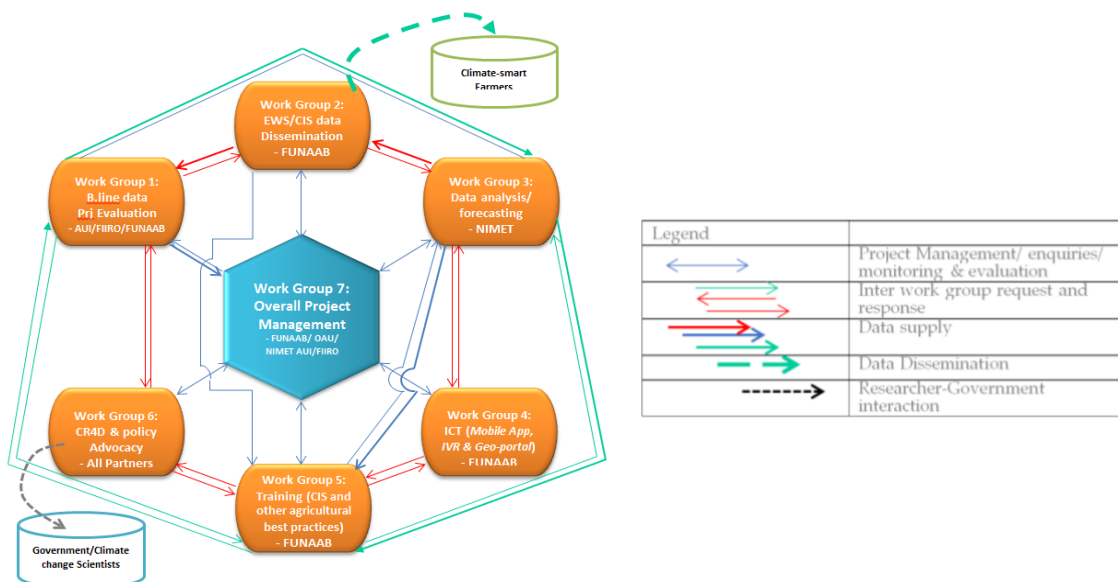 Climate-smart
Farmers
Work Group 2:
EWS/CIS data
Dissemination
- FUNAAB
Work Group 1:
B.line data
Prj Evaluation
- AUI/FIIRO/FUNAAB
Work Group 3:
Data analysis/
forecasting
- NIMET
Work Group 7:
Overall Project
Management
- FUNAAB/ OAU/
NIMET AUI/FIIRO
Work Group 6:
CR4D & policy
Advocacy
- All Partners
Work Group 4:
ICT (Mobile App,
IVR & Geo-portal)
- FUNAAB
Work Group 5:
Training (CIS and
other agricultural
best practices)
- FUNAAB
Government/Climate
change Scientists
Legend
Project Management/ enquiries/
monitoring & evaluation
Inter work group request and
response
Data supply
Data Dissemination
Researcher-Government
interaction